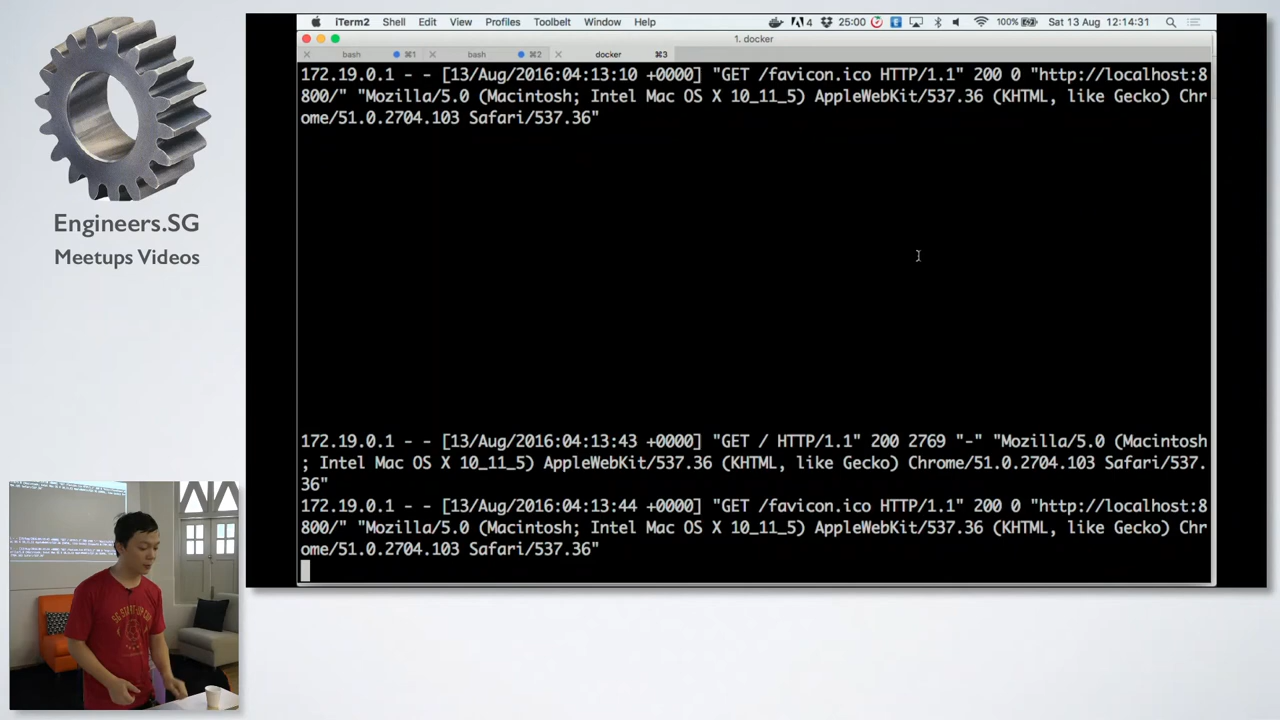 iTerm2 Shell Edit View Profiles Toolbelt Window Help 4 25:00 100% Sat 13 Aug 12:14:31
1. docker
bash ⌘1 bash ⌘2 docker ⌘3
172.19.0.1 - - [13/Aug/2016:04:13:10 +0000] "GET /favicon.ico HTTP/1.1" 200 0 "http://localhost:8
800/" "Mozilla/5.0 (Macintosh; Intel Mac OS X 10_11_5) AppleWebKit/537.36 (KHTML, like Gecko) Chr
ome/51.0.2704.103 Safari/537.36"
172.19.0.1 - - [13/Aug/2016:04:13:43 +0000] "GET / HTTP/1.1" 200 2769 "-" "Mozilla/5.0 (Macintosh
; Intel Mac OS X 10_11_5) AppleWebKit/537.36 (KHTML, like Gecko) Chrome/51.0.2704.103 Safari/537.
36"
172.19.0.1 - - [13/Aug/2016:04:13:44 +0000] "GET /favicon.ico HTTP/1.1" 200 0 "http://localhost:8
800/" "Mozilla/5.0 (Macintosh; Intel Mac OS X 10_11_5) AppleWebKit/537.36 (KHTML, like Gecko) Chr
ome/51.0.2704.103 Safari/537.36"
Engineers.SG
Meetups Videos